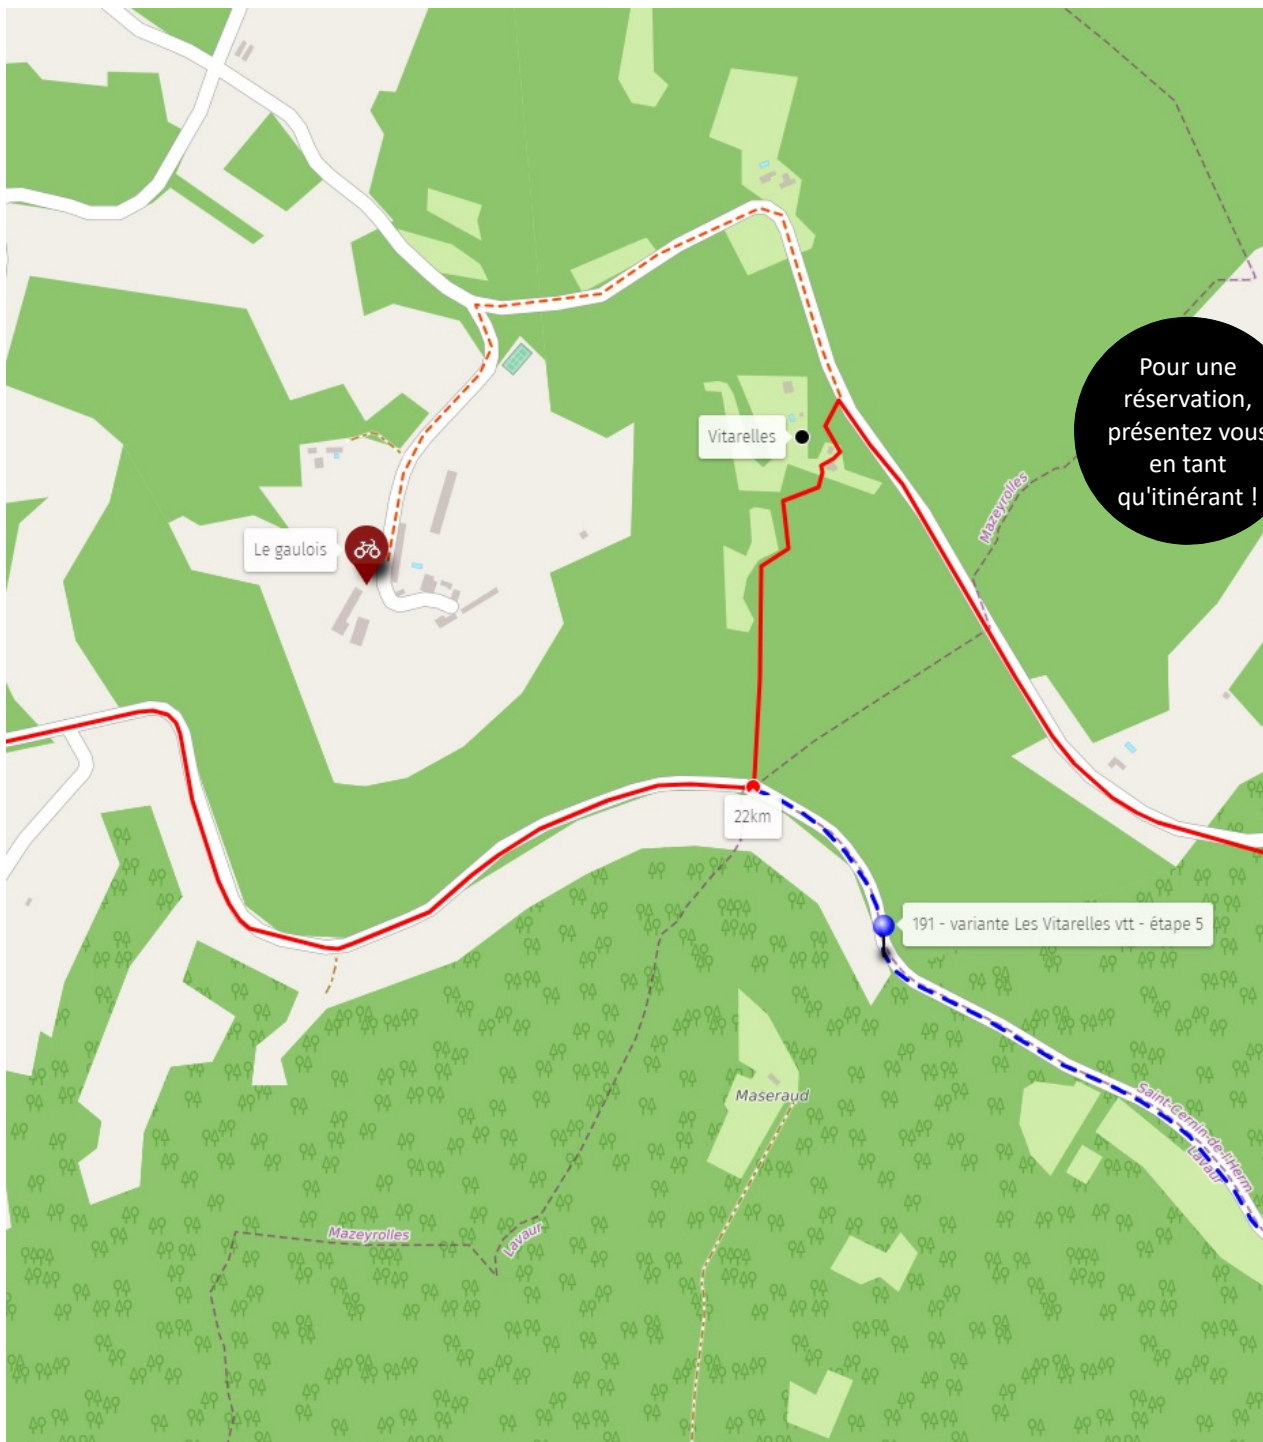 Pour une
réservation,
présentez vous
en tant
qu'itinérant !
Vitarelles
Mazeyrolles
Le gaulois
22km
191 - variante Les Vitarelles vtt - étape 5
Maseraud
Saint-Cernin-de-l'Herm
Lavaur
Mazeyrolles
Lavaur